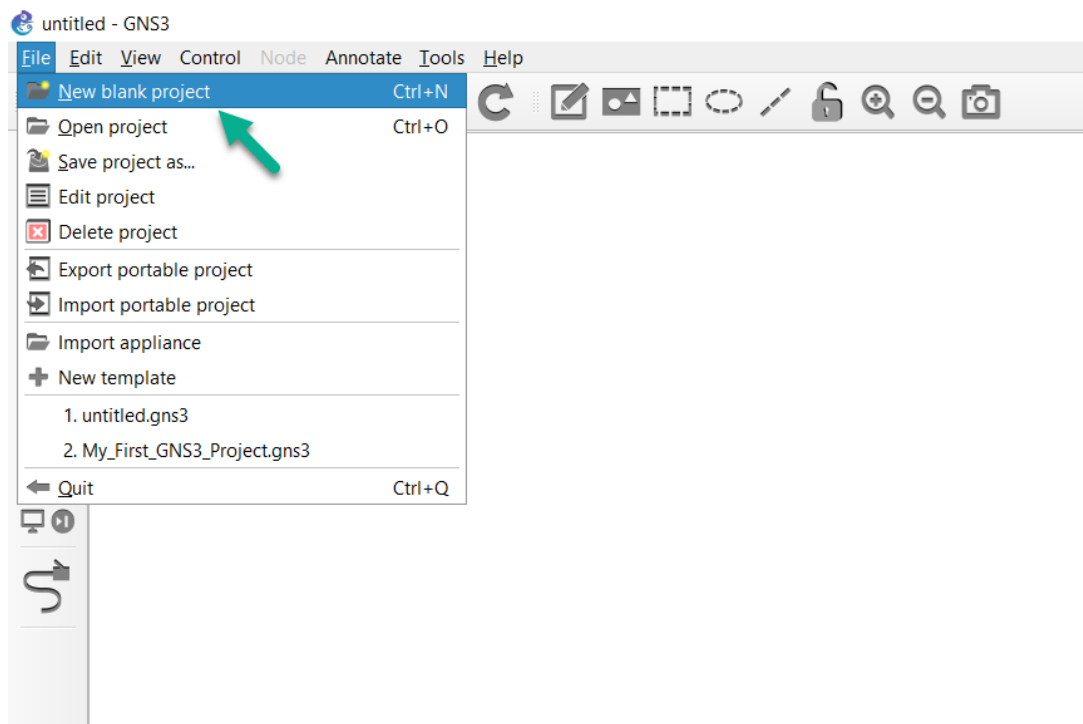 untitled - GNS3
File Edit View Control Node Annotate Tools Help
New blank project Ctrl+N
Open project Ctrl+O
Save project as...
Edit project
Delete project
Export portable project
Import portable project
Import appliance
New template
1. untitled.gns3
2. My_First_GNS3_Project.gns3
Quit Ctrl+Q